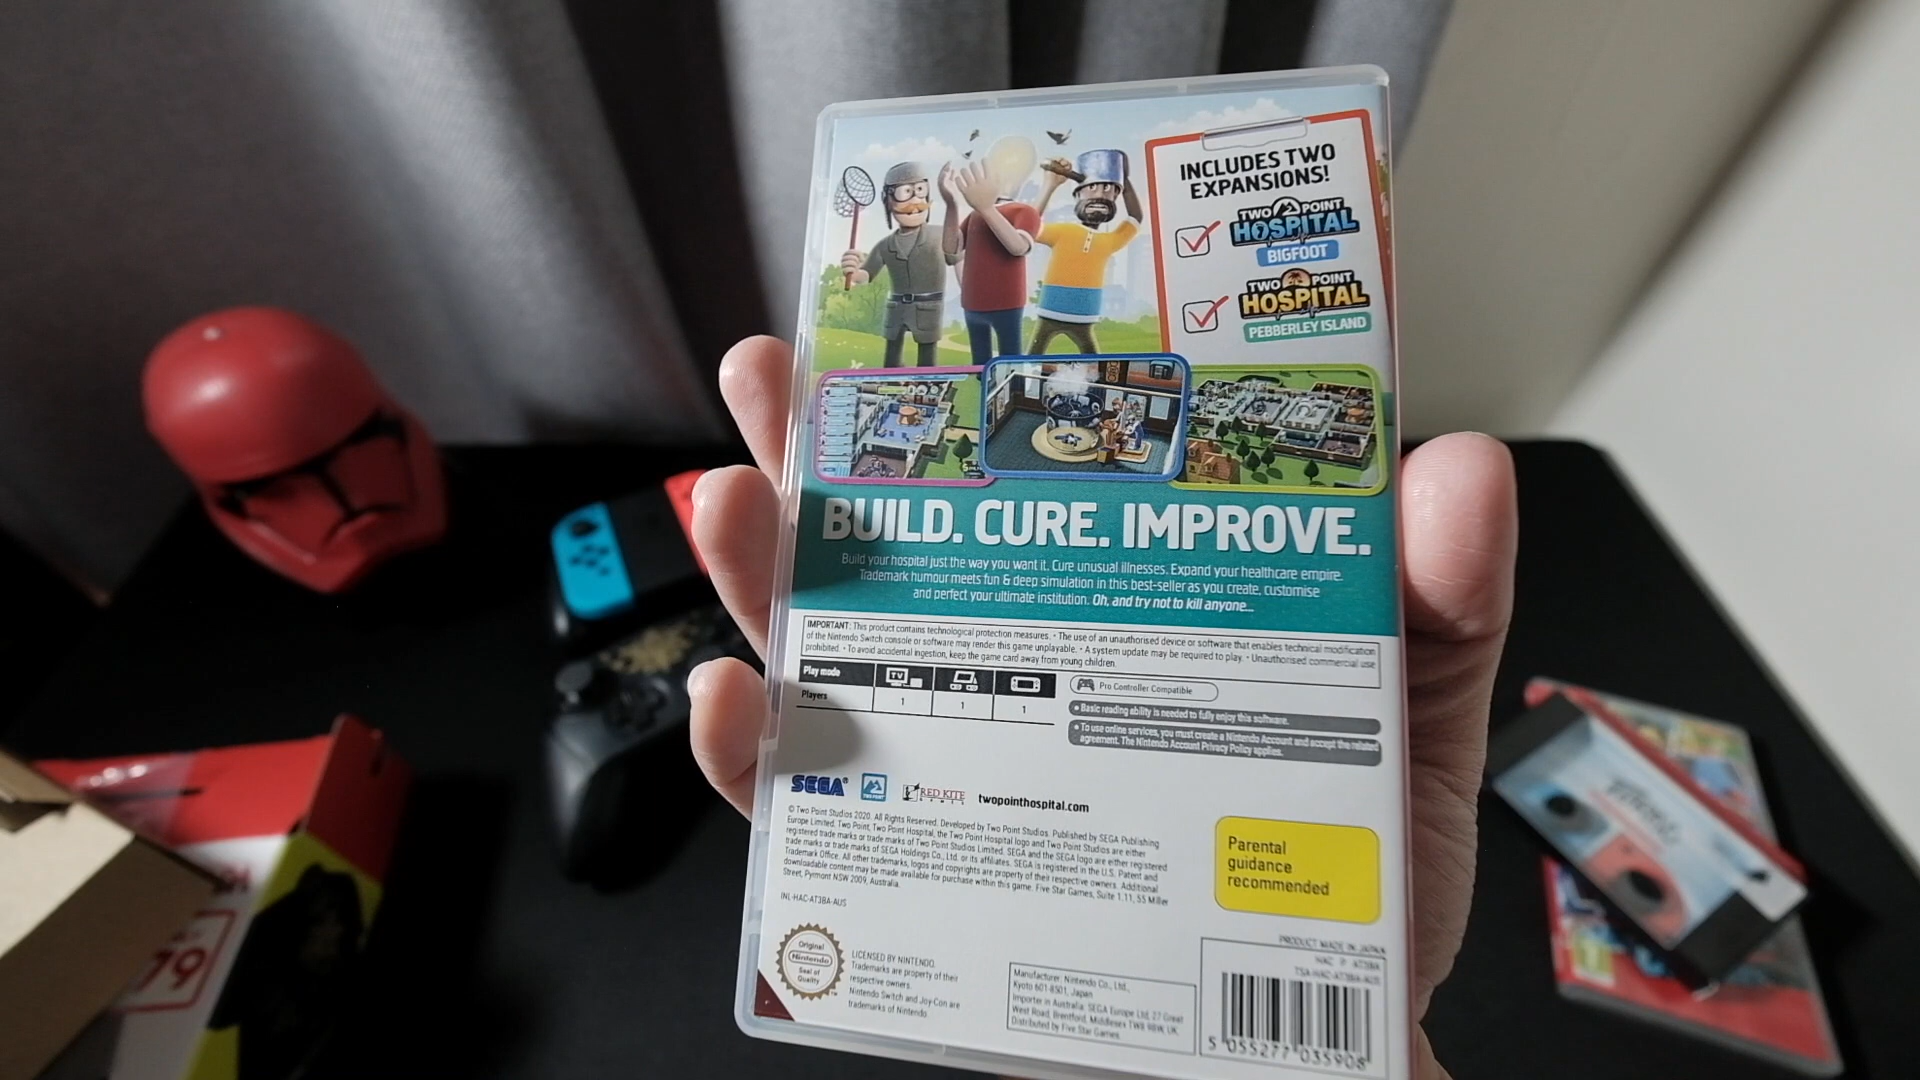 INCLUDES TWO
EXPANSIONS!
TWO POINT
HOSPITAL
BIGFOOT
TWO POINT
HOSPITAL
PEBBERLEY ISLAND
BUILD. CURE. IMPROVE.
Build your hospital just the way you want it. Cure unusual illnesses. Expand your healthcare empire.
Trademark humour meets fun & deep simulation in this best-seller as you create, customise
and perfect your ultimate institution. Oh, and try not to kill anyone...
IMPORTANT: This product contains technological protection measures. • The use of an unauthorised device or software that enables technical modification
of the Nintendo Switch console or software may render this game unplayable. • A system update may be required to play. • Unauthorised commercial use
prohibited. • To avoid accidental ingestion, keep the game card away from young children.
Play mode
TV
Players
1
1
1
Pro Controller Compatible
• Basic reading ability is needed to fully enjoy this software.
• To use online services, you must create a Nintendo Account and accept the related
agreement. The Nintendo Account Privacy Policy applies.
SEGA®
TWO POINT
RED KITE
GAMES
twopointhospital.com
© Two Point Studios 2020. All Rights Reserved. Developed by Two Point Studios. Published by SEGA Publishing
Europe Limited. Two Point, Two Point Hospital, the Two Point Hospital logo and Two Point Studios are either
registered trade marks or trade marks of Two Point Studios Limited. SEGA and the SEGA logo are either registered
trade marks or trade marks of SEGA Holdings Co., Ltd. or its affiliates. SEGA is registered in the U.S. Patent and
Trademark Office. All other trademarks, logos and copyrights are property of their respective owners. Additional
downloadable content may be made available for purchase within this game. Five Star Games, Suite 1.11, 55 Miller
Street, Pyrmont NSW 2009, Australia.
INL-HAC-AT3BA-AUS
Parental
guidance
recommended
Original
Nintendo
Seal of
Quality
LICENSED BY NINTENDO.
Trademarks are property of their
respective owners.
Nintendo Switch and Joy-Con are
trademarks of Nintendo
Manufacturer: Nintendo Co., Ltd.,
Kyoto 601-8501, Japan
Importer in Australia: SEGA Europe Ltd, 27 Great
West Road, Brentford, Middlesex TW8 9BW, UK.
Distributed by Five Star Games
PRODUCT MADE IN JAPAN
HAC P AT3BA
TSA-HAC-AT3BA-AUS
5 055277 035908
79